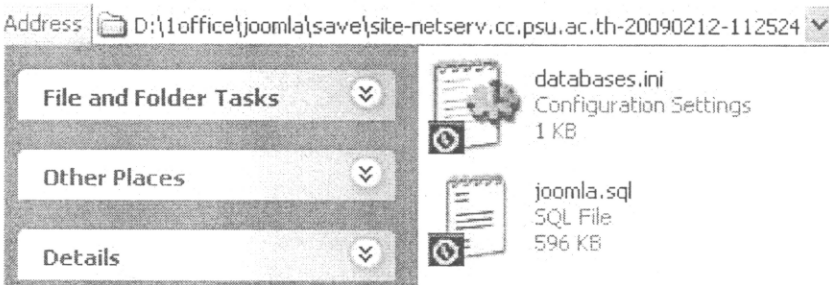 Address D:\1office\joomla\save\site-netserv.cc.psu.ac.th-20090212-112524
File and Folder Tasks
Other Places
Details
databases.ini
Configuration Settings
1 KB
joomla.sql
SQL File
596 KB